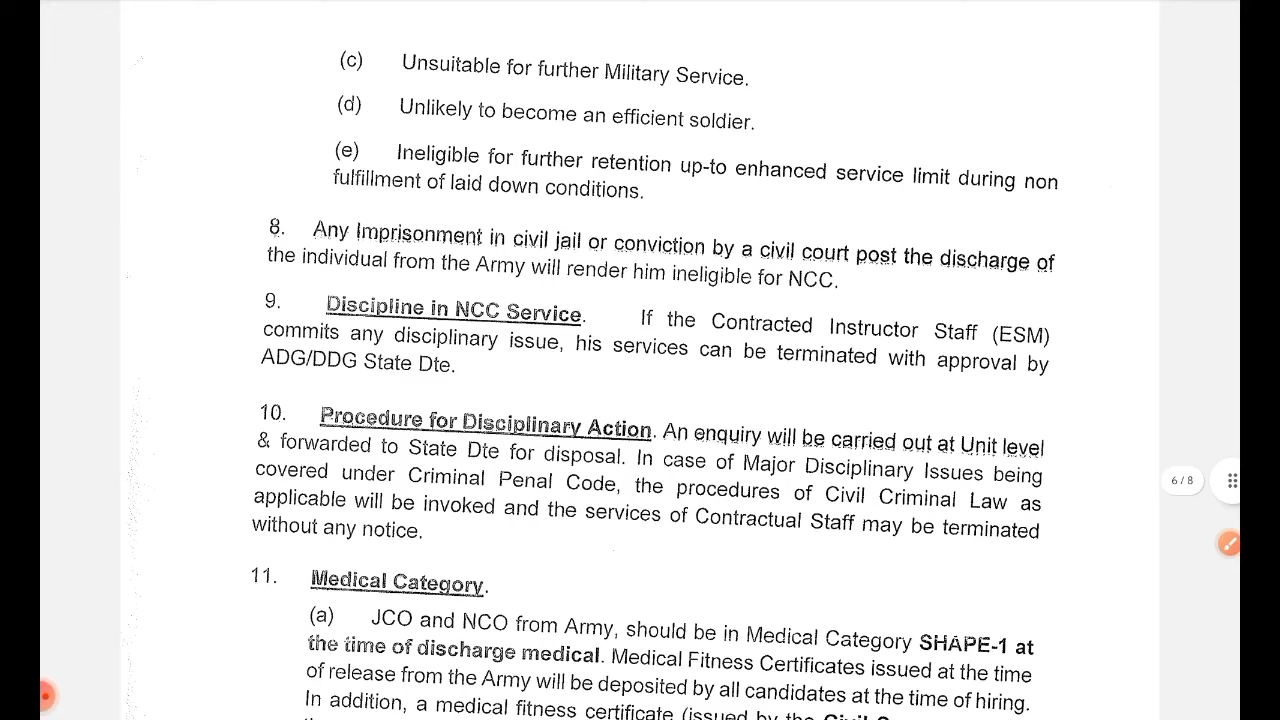 (c) Unsuitable for further Military Service.
(d) Unlikely to become an efficient soldier.
(e) Ineligible for further retention up-to enhanced service limit during non
fulfillment of laid down conditions.
8. Any Imprisonment in civil jail or conviction by a civil court post the discharge of
the individual from the Army will render him ineligible for NCC.
9. Discipline in NCC Service. If the Contracted Instructor Staff (ESM)
commits any disciplinary issue, his services can be terminated with approval by
ADG/DDG State Dte.
10. Procedure for Disciplinary Action. An enquiry will be carried out at Unit level
& forwarded to State Dte for disposal. In case of Major Disciplinary Issues being
covered under Criminal Penal Code, the procedures of Civil Criminal Law as
applicable will be invoked and the services of Contractual Staff may be terminated
without any notice.
6 / 8
11. Medical Category.
(a) JCO and NCO from Army, should be in Medical Category SHAPE-1 at
the time of discharge medical. Medical Fitness Certificates issued at the time
of release from the Army will be deposited by all candidates at the time of hiring.
In addition, a medical fitness certificate (issued by the